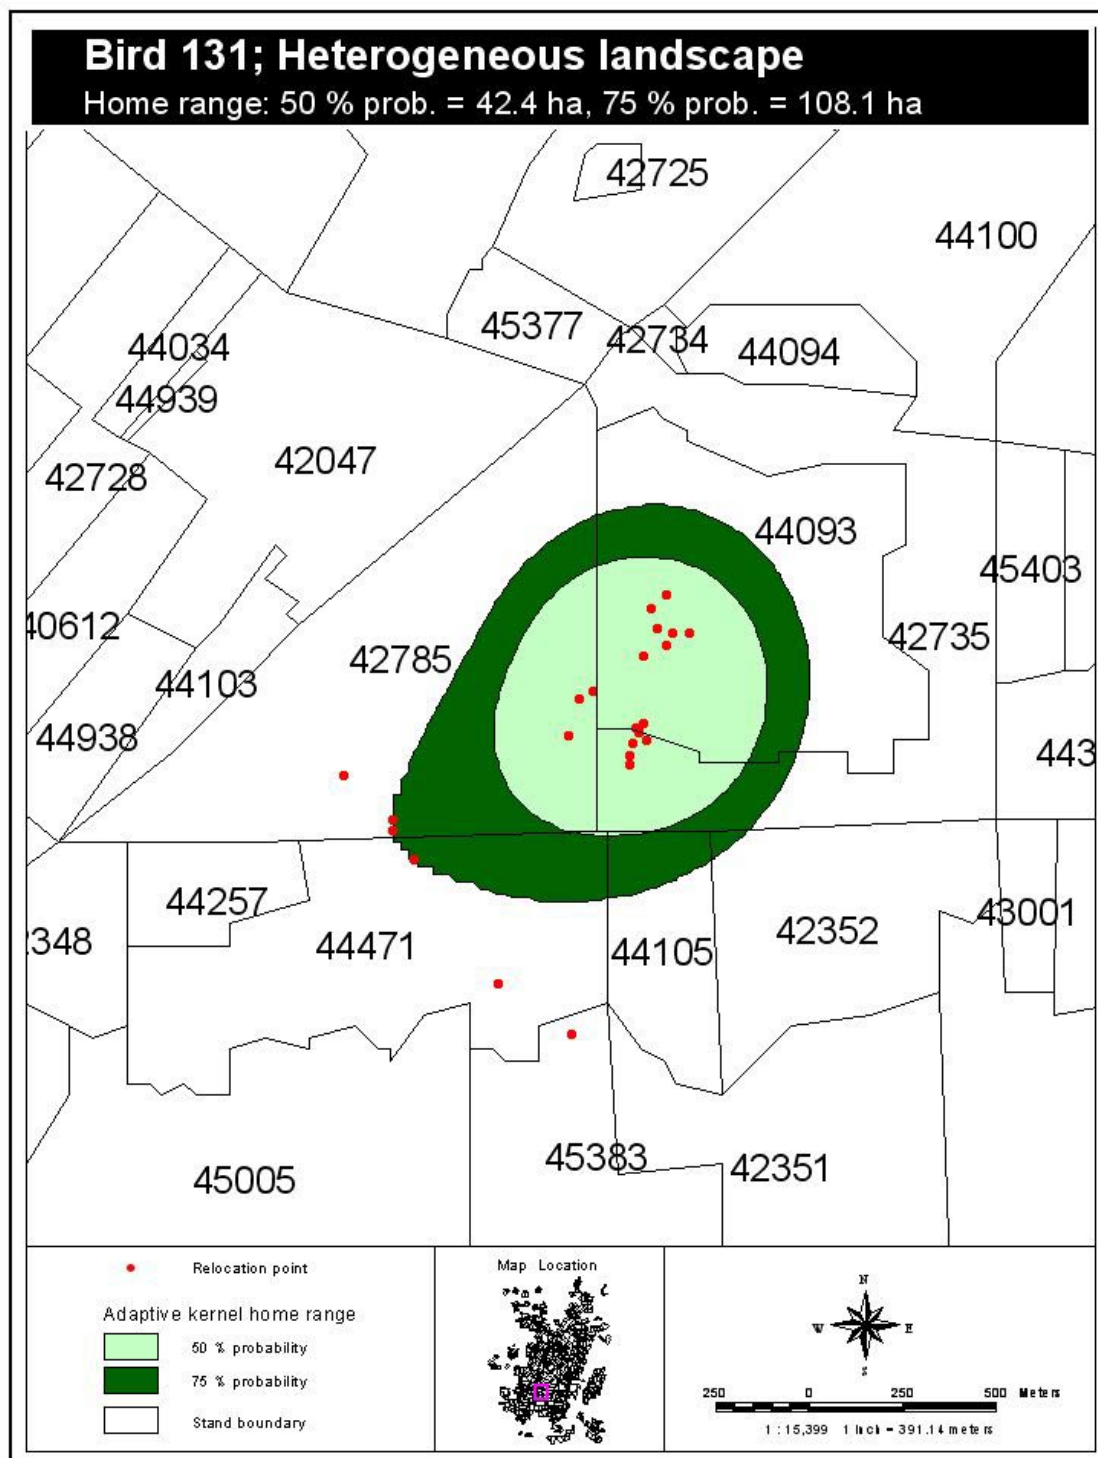 Bird 131; Heterogeneous landscape
Home range: 50 % prob. = 42.4 ha, 75 % prob. = 108.1 ha
42725
44100
45377
42734
44094
44034
44939
42047
42728
44093
45403
40612
42735
42785
44103
44938
443
44257
43001
2348
44471
44105
42352
45005
45383
42351
Relocation point
Adaptive kernel home range
50 % probability
75 % probability
Stand boundary
Map Location
N
W E
S
250 0 250 500 Meters
1 : 15,399 1 Inch = 391.14 meters